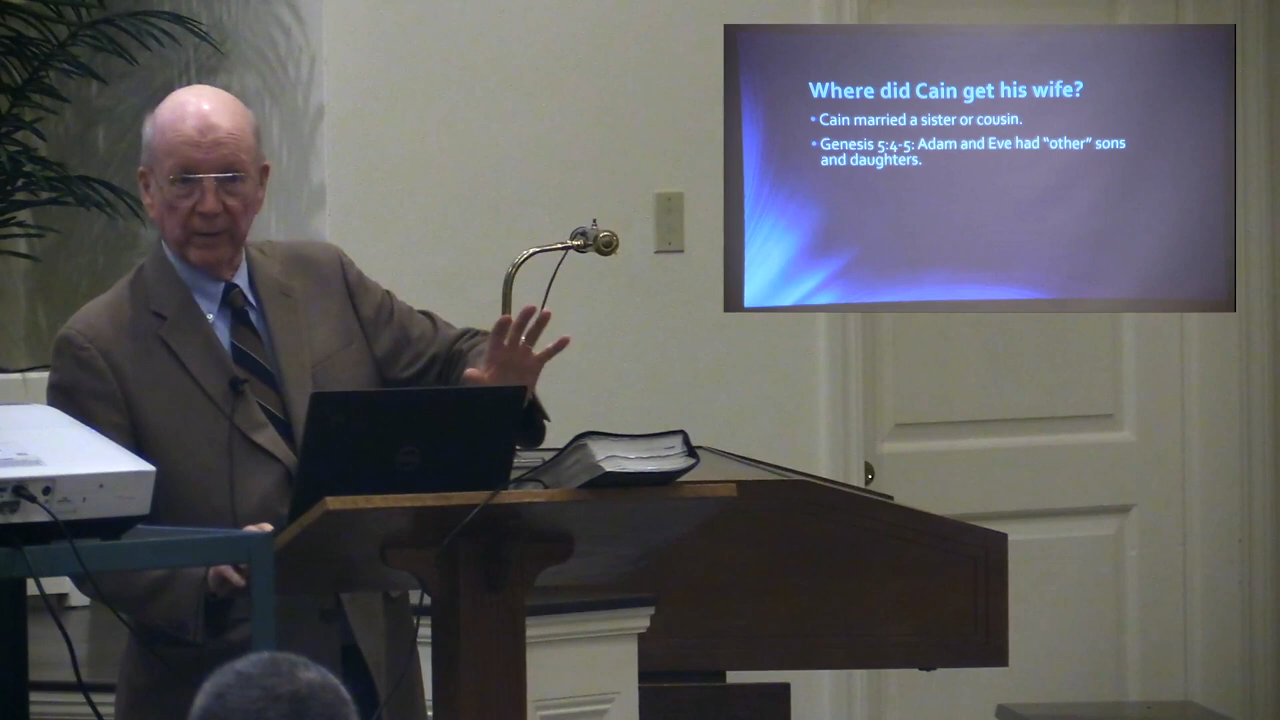 Where did Cain get his wife?
• Cain married a sister or cousin.
• Genesis 5:4-5: Adam and Eve had “other” sons
and daughters.